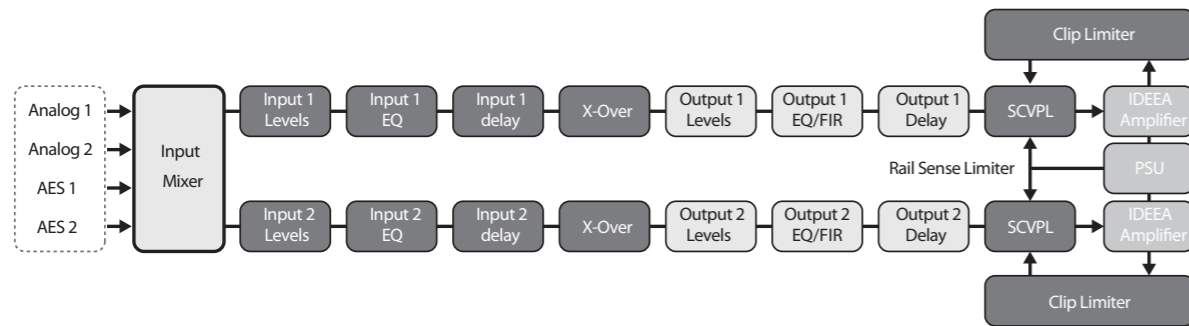 Clip Limiter
Analog 1
Analog 2
AES 1
AES 2
Input
Mixer
Input 1
Levels
Input 1
EQ
Input 1
delay
X-Over
Output 1
Levels
Output 1
EQ/FIR
Output 1
Delay
SCVPL
IDEEA
Amplifier
Rail Sense Limiter
PSU
Input 2
Levels
Input 2
EQ
Input 2
delay
X-Over
Output 2
Levels
Output 2
EQ/FIR
Output 2
Delay
SCVPL
IDEEA
Amplifier
Clip Limiter